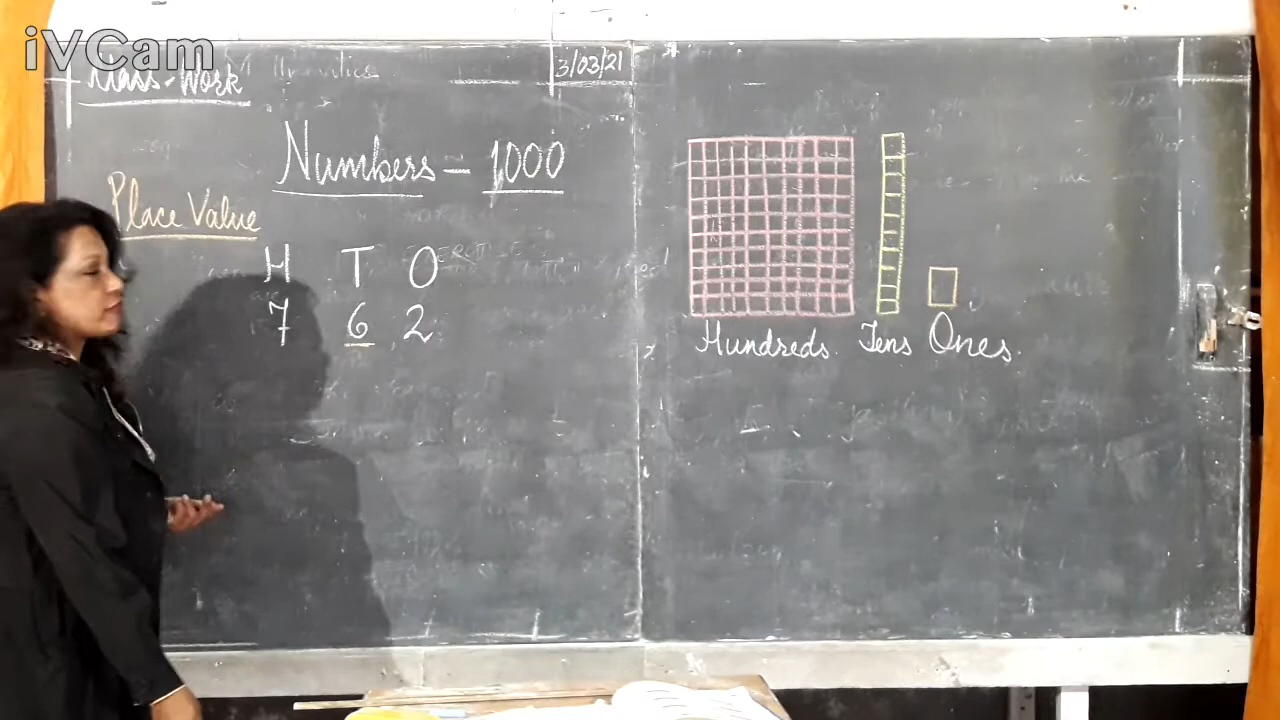 iVCam
Class-Work
3/03/21
Numbers - 1000
Place Value
H T O
7 6 2
Hundreds. Tens Ones.